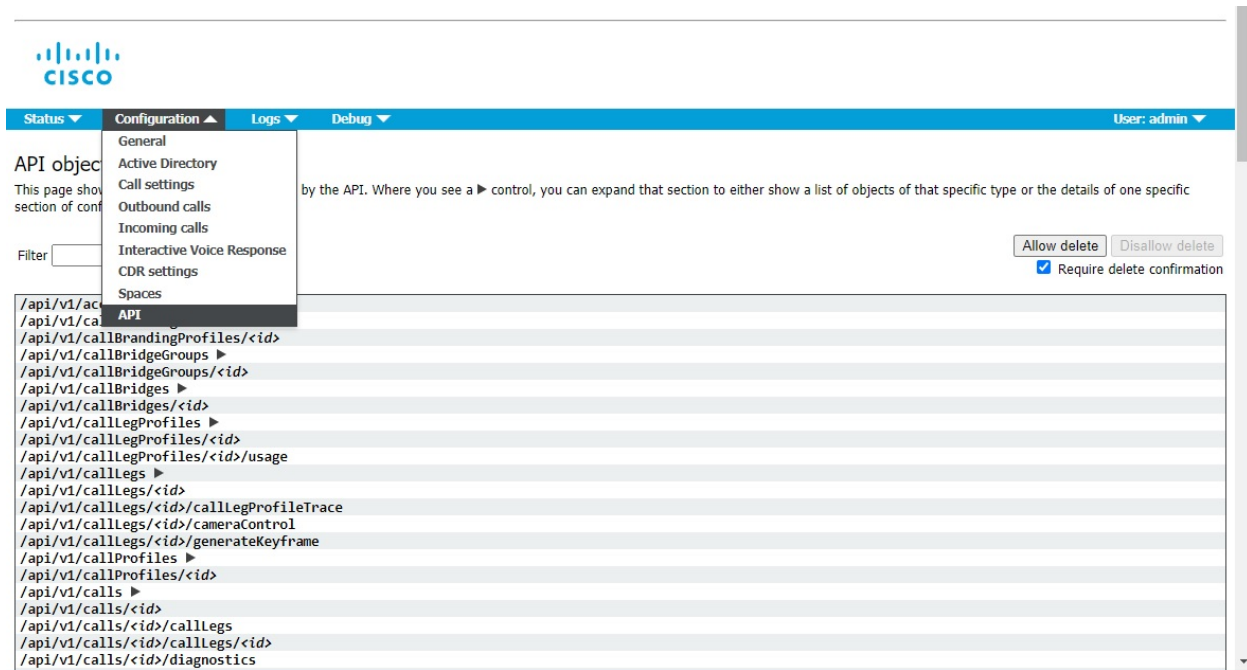 CISCO
Status Configuration Logs Debug User: admin
General
Active Directory
Call settings
Outbound calls
Incoming calls
Interactive Voice Response
CDR settings
Spaces
API
API objec
This page shov by the API. Where you see a ▶ control, you can expand that section to either show a list of objects of that specific type or the details of one specific
section of conf
Filter
Allow delete Disallow delete
Require delete confirmation
/api/v1/ac
/api/v1/ca
/api/v1/callBrandingProfiles/<id>
/api/v1/callBridgeGroups ▶
/api/v1/callBridgeGroups/<id>
/api/v1/callBridges ▶
/api/v1/callBridges/<id>
/api/v1/callLegProfiles ▶
/api/v1/callLegProfiles/<id>
/api/v1/callLegProfiles/<id>/usage
/api/v1/callLegs ▶
/api/v1/callLegs/<id>
/api/v1/callLegs/<id>/callLegProfileTrace
/api/v1/callLegs/<id>/cameraControl
/api/v1/callLegs/<id>/generateKeyframe
/api/v1/callProfiles ▶
/api/v1/callProfiles/<id>
/api/v1/calls ▶
/api/v1/calls/<id>
/api/v1/calls/<id>/callLegs
/api/v1/calls/<id>/callLegs/<id>
/api/v1/calls/<id>/diagnostics